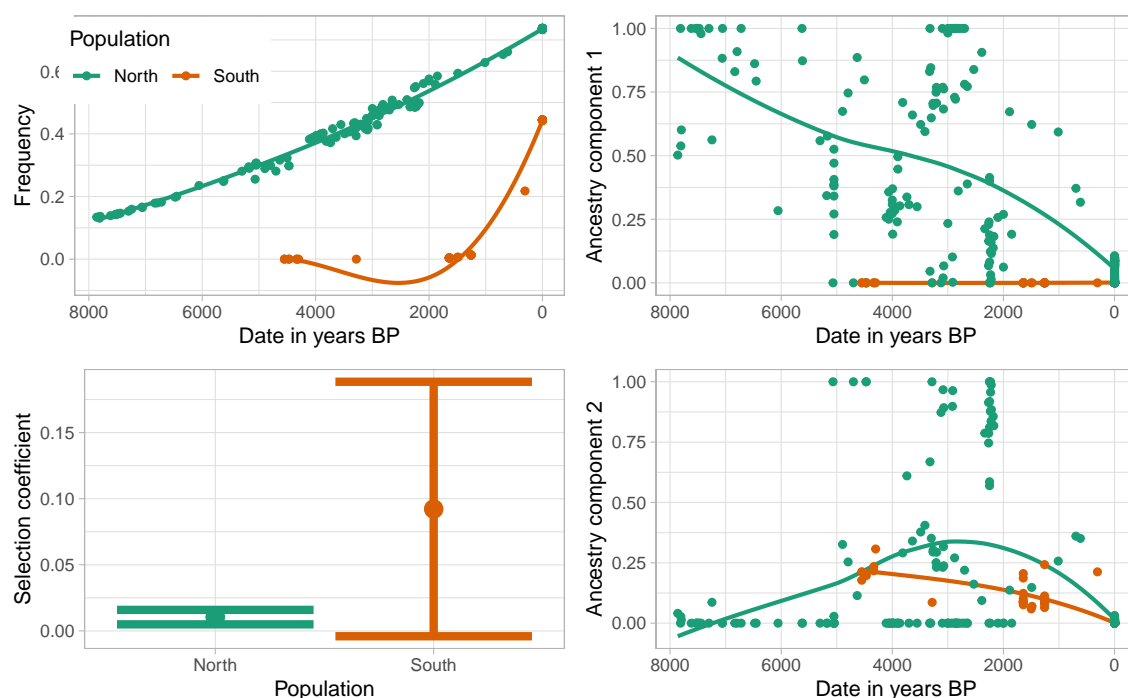 Population
North South
0.6
0.4
0.2
0.0
Frequency
8000 6000 4000 2000 0
Date in years BP
1.00
0.75
0.50
0.25
0.00
Ancestry component 1
8000 6000 4000 2000 0
Date in years BP
0.15
0.10
0.05
0.00
Selection coefficient
North South
Population
1.00
0.75
0.50
0.25
0.00
Ancestry component 2
8000 6000 4000 2000 0
Date in years BP